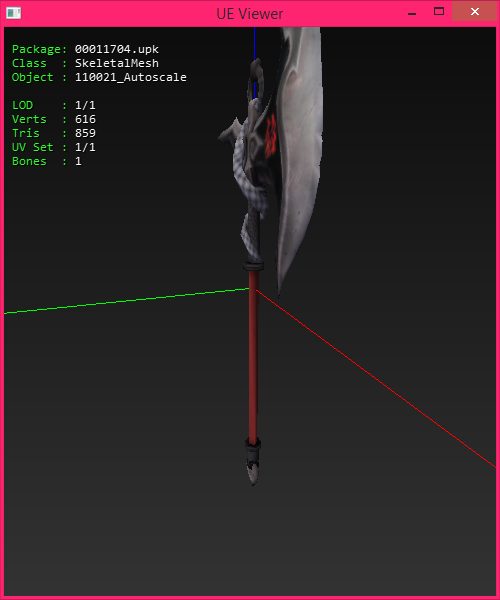 UE Viewer
Package: 00011704.upk
Class : SkeletalMesh
Object : 110021_Autoscale
LOD : 1/1
Verts : 616
Tris : 859
UV Set : 1/1
Bones : 1